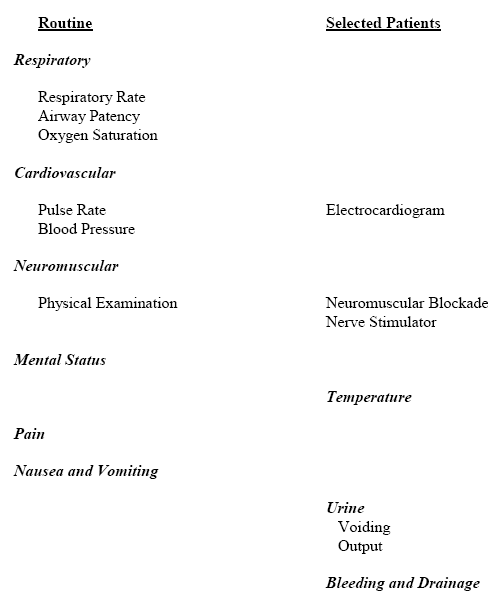 Routine Selected Patients
Respiratory
Respiratory Rate
Airway Patency
Oxygen Saturation
Cardiovascular
Pulse Rate Electrocardiogram
Blood Pressure
Neuromuscular
Physical Examination Neuromuscular Blockade
Nerve Stimulator
Mental Status
Temperature
Pain
Nausea and Vomiting
Urine
Voiding
Output
Bleeding and Drainage